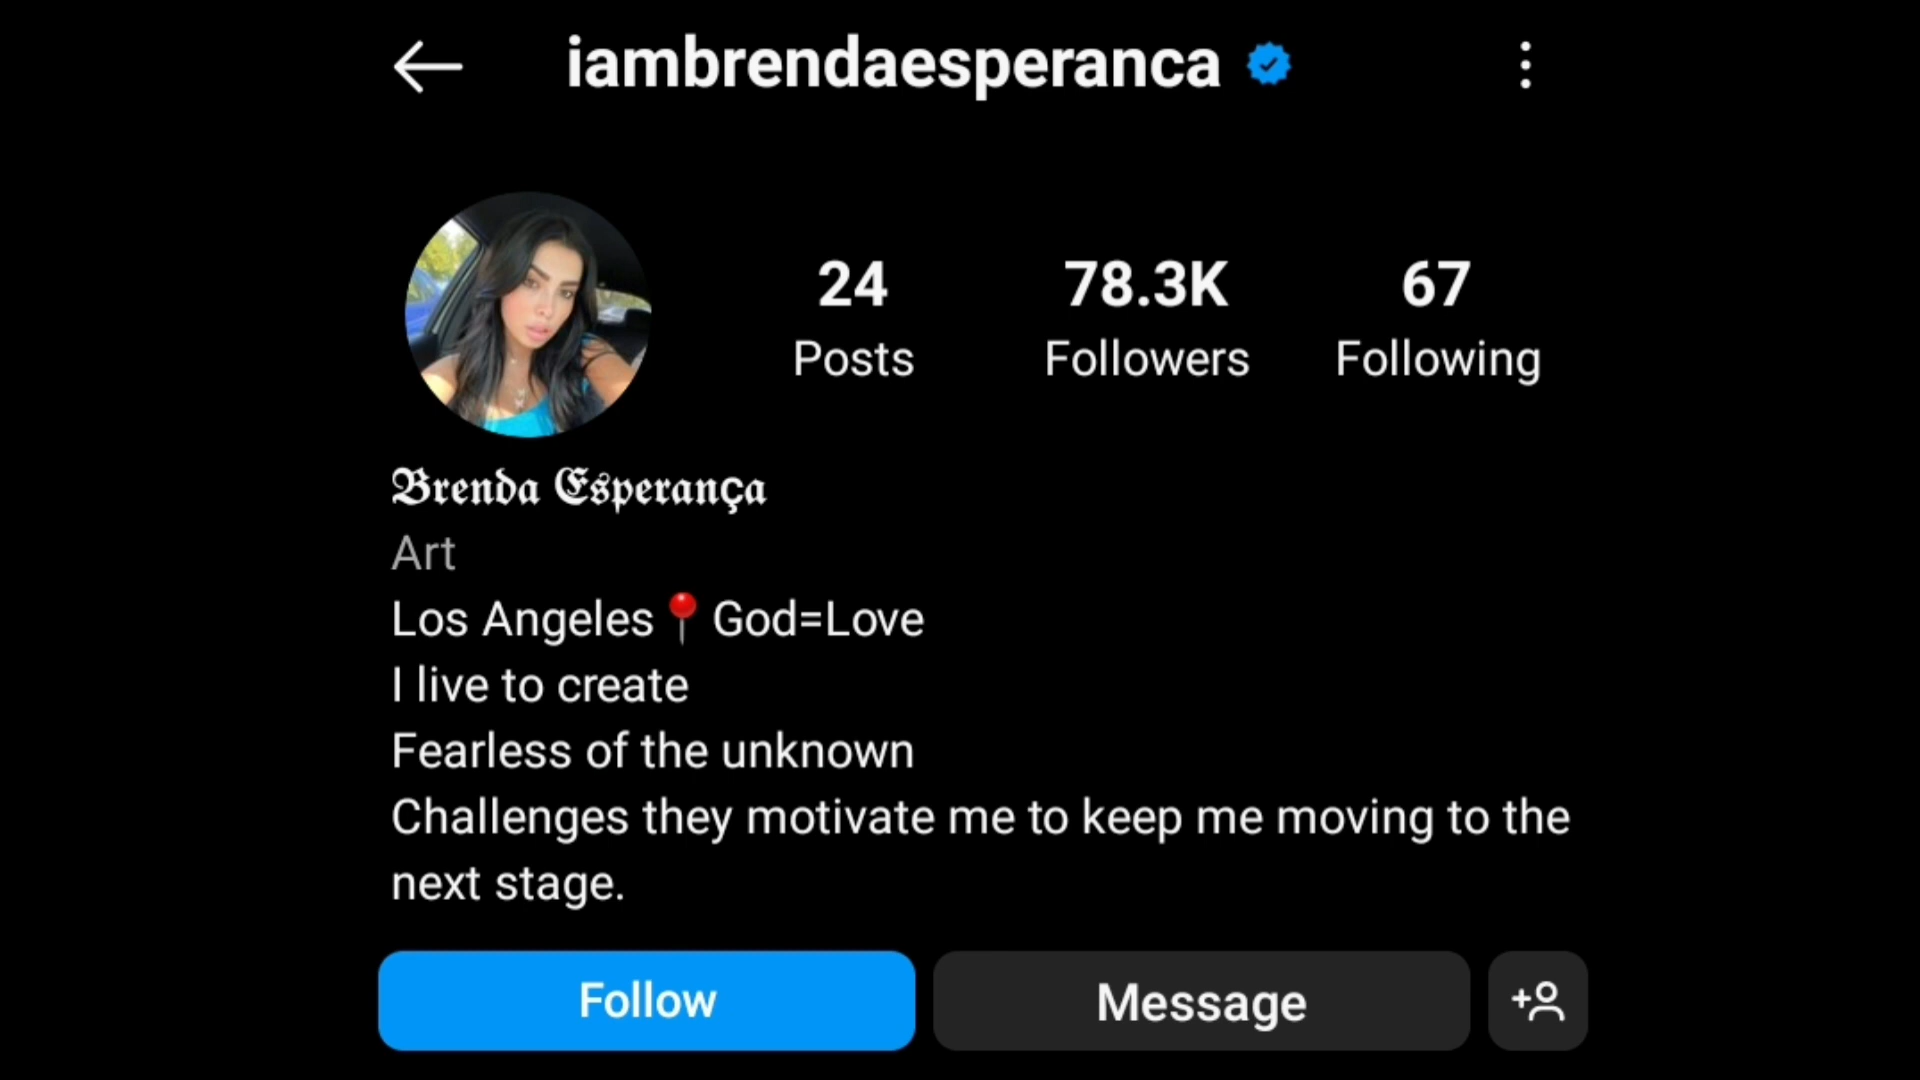 iambrendaesperanca
24 78.3K 67
Posts Followers Following
𝕭𝖗𝖊𝖓𝖉𝖆 𝕰𝖘𝖕𝖊𝖗𝖆𝖓ç𝖆
Art
Los Angeles📍God=Love
I live to create
Fearless of the unknown
Challenges they motivate me to keep me moving to the
next stage.
Follow Message